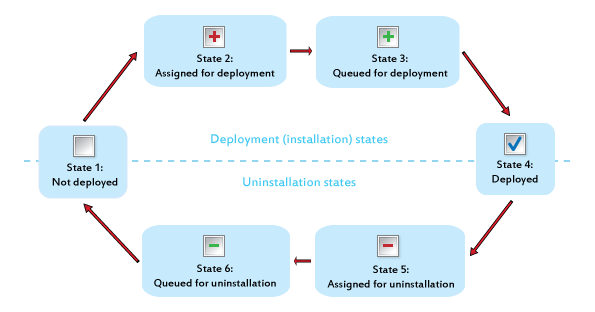 State 2:
Assigned for deployment
State 3:
Queued for deployment
Deployment (installation) states
State 1:
Not deployed
State 4:
Deployed
Uninstallation states
State 6:
Queued for uninstallation
State 5:
Assigned for uninstallation